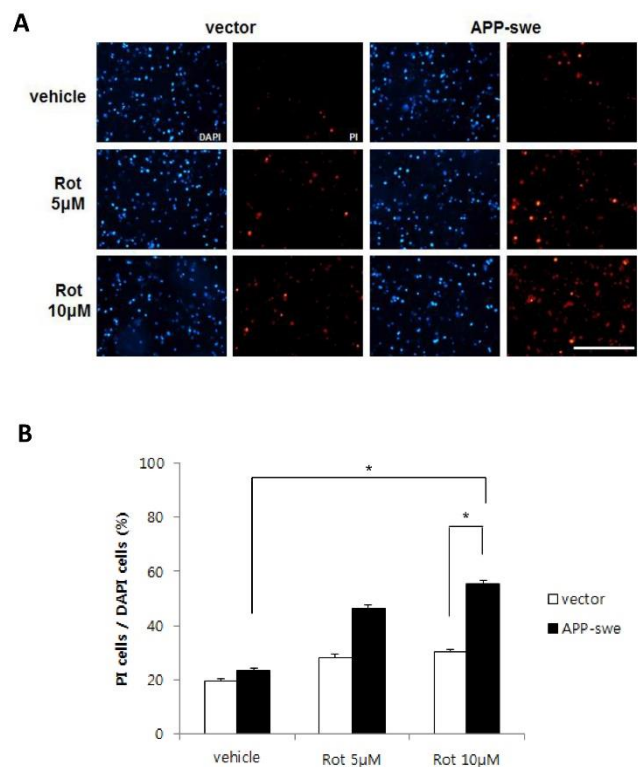 A
vector
APP-swe
vehicle
DAPI
PI
Rot
5μM
Rot
10μM
B
PI cells / DAPI cells (%)
100
80
60
40
20
0
*
*
vector
APP-swe
vehicle
Rot 5μM
Rot 10μM